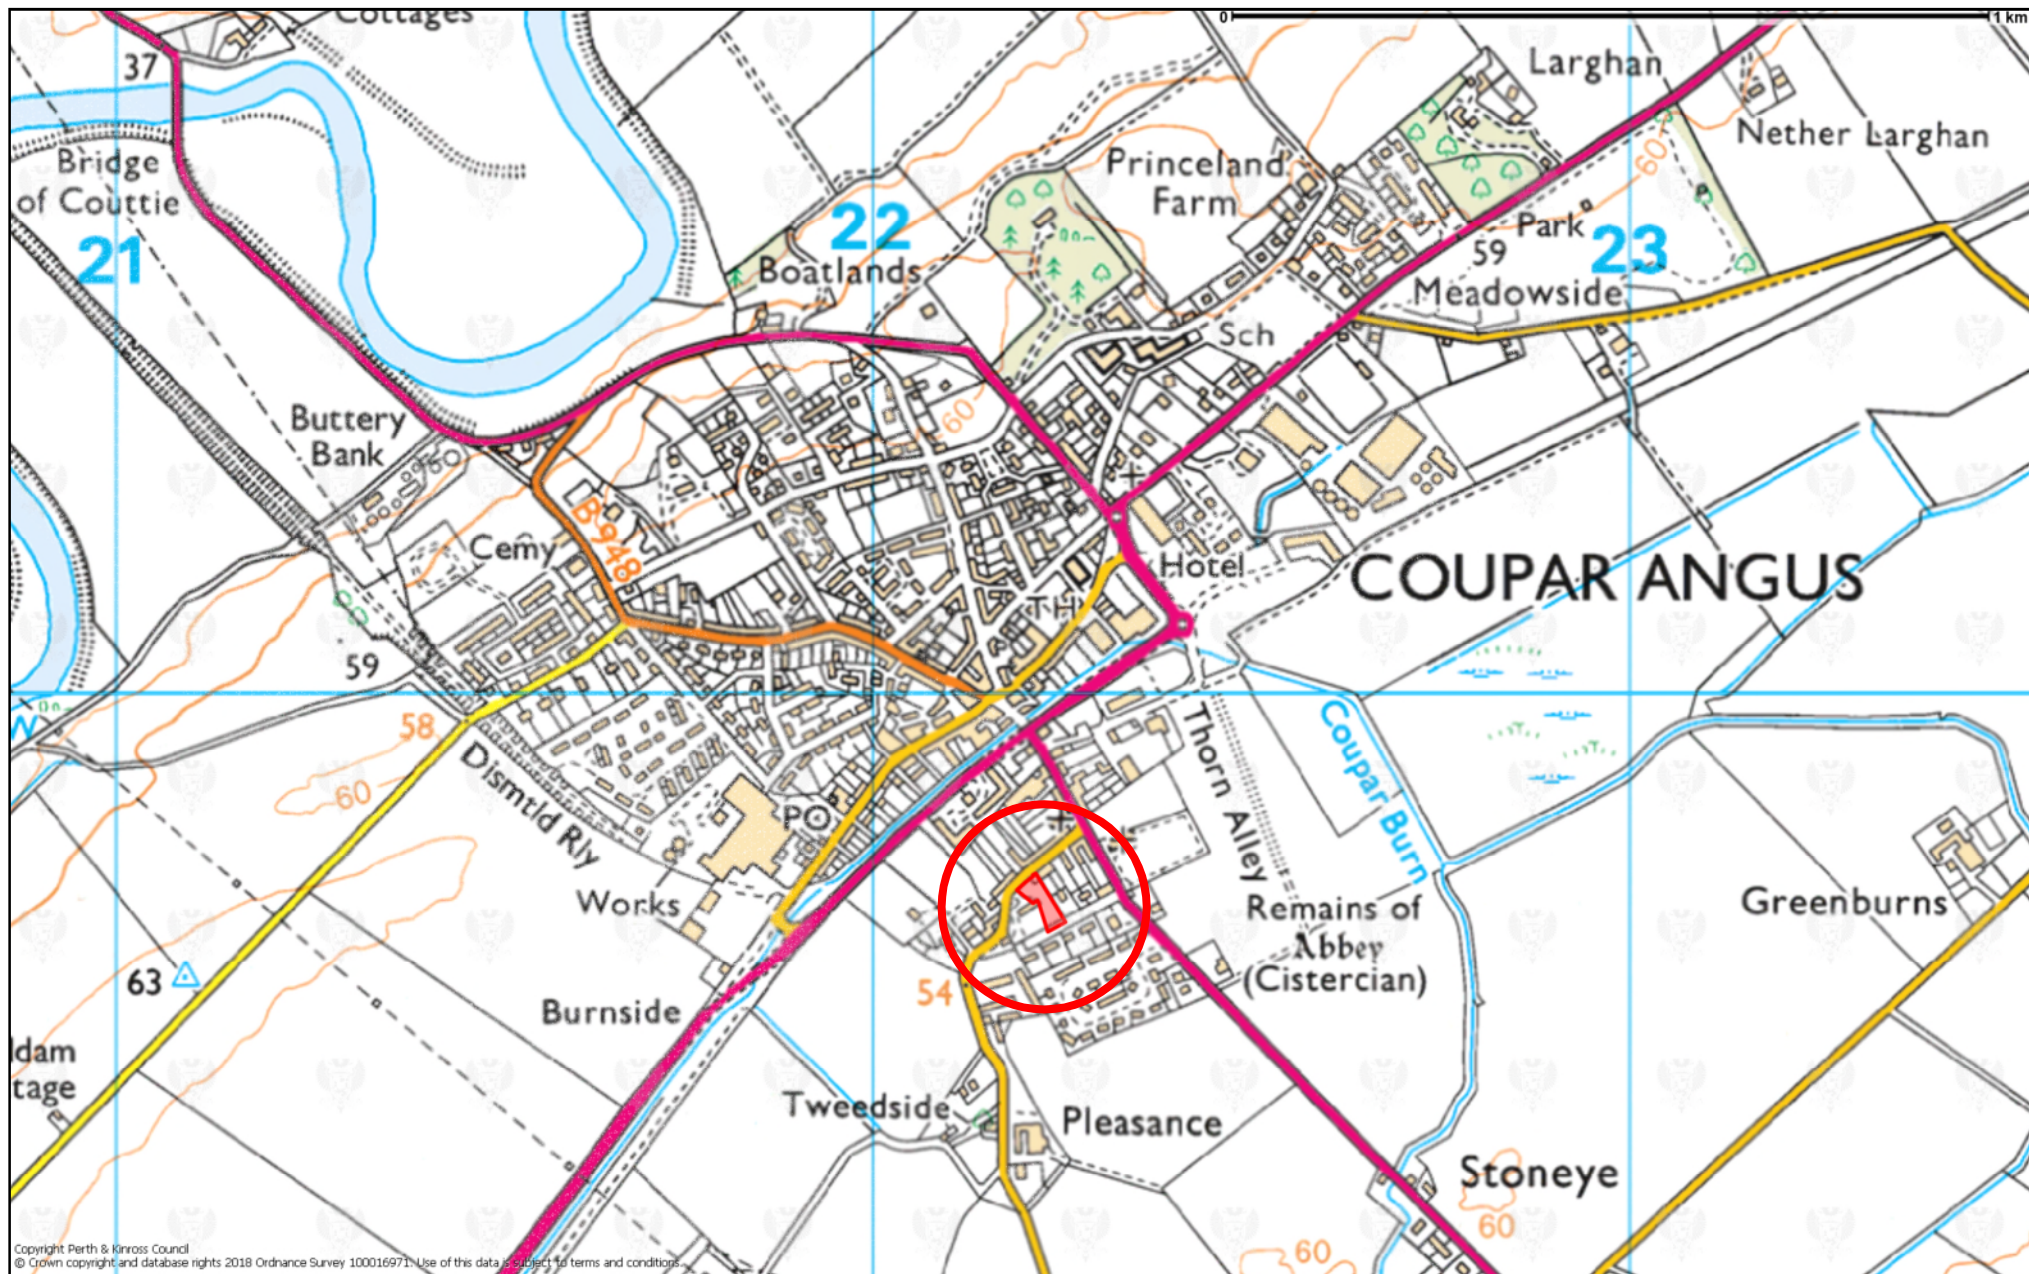 Cottages
0
1 km
37
Larghan
Bridge
of Couttie
Nether Larghan
Princeland
Farm
60
21
22
Boatlands
Park
59
23
Meadowside
Sch
Buttery
Bank
60
60
Cemy
B948
Hotel
COUPAR ANGUS
TH
59
58
60
Dismtld Rly
Thorn Alley
Coupar Burn
PO
Works
Remains of
Abbey
(Cistercian)
Greenburns
63
54
Burnside
ldam
tage
Tweedside
Pleasance
Stoneye
60
60
Copyright Perth & Kinross Council
© Crown copyright and database rights 2018 Ordnance Survey 100016971. Use of this data is subject to terms and conditions.